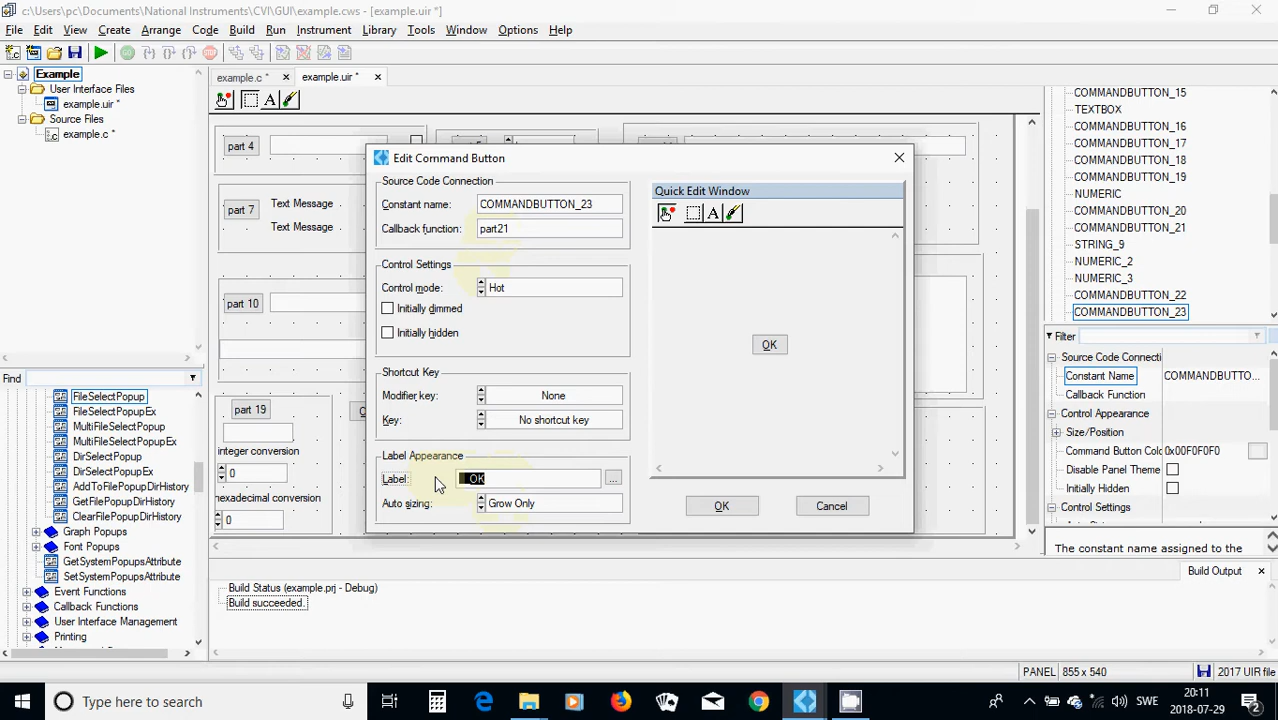 c:\Users\pc\Documents\National Instruments\CVI\GUI\example.cws - [example.uir *]
File Edit View Create Arrange Code Build Run Instrument Library Tools Window Options Help
Example
User Interface Files
example.uir *
Source Files
example.c *
Find
FileSelectPopup
FileSelectPopupEx
MultiFileSelectPopup
MultiFileSelectPopupEx
DirSelectPopup
DirSelectPopupEx
AddToFilePopupDirHistory
GetFilePopupDirHistory
ClearFilePopupDirHistory
Graph Popups
Font Popups
GetSystemPopupsAttribute
SetSystemPopupsAttribute
Event Functions
Callback Functions
User Interface Management
Printing
example.c *
example.uir *
A
part 4
part 7
Text Message
Text Message
part 10
part 19
integer conversion
0
hexadecimal conversion
0
Edit Command Button
Source Code Connection
Constant name: COMMANDBUTTON_23
Callback function: part21
Control Settings
Control mode: Hot
Initially dimmed
Initially hidden
Shortcut Key
Modifier key: None
Key: No shortcut key
Label Appearance
Label: __OK ...
Auto sizing: Grow Only
Quick Edit Window
A
OK
OK Cancel
COMMANDBUTTON_15
TEXTBOX
COMMANDBUTTON_16
COMMANDBUTTON_17
COMMANDBUTTON_18
COMMANDBUTTON_19
NUMERIC
COMMANDBUTTON_20
COMMANDBUTTON_21
STRING_9
NUMERIC_2
NUMERIC_3
COMMANDBUTTON_22
COMMANDBUTTON_23
Filter
Source Code Connecti
Constant Name COMMANDBUTTO...
Callback Function
Control Appearance
Size/Position
Command Button Colo 0x00F0F0F0
Disable Panel Theme
Initially Hidden
Control Settings
The constant name assigned to the
Build Status (example.prj - Debug)
Build succeeded.
Build Output
PANEL 855 x 540 2017 UIR file
Type here to search
SWE
20:11
2018-07-29
2